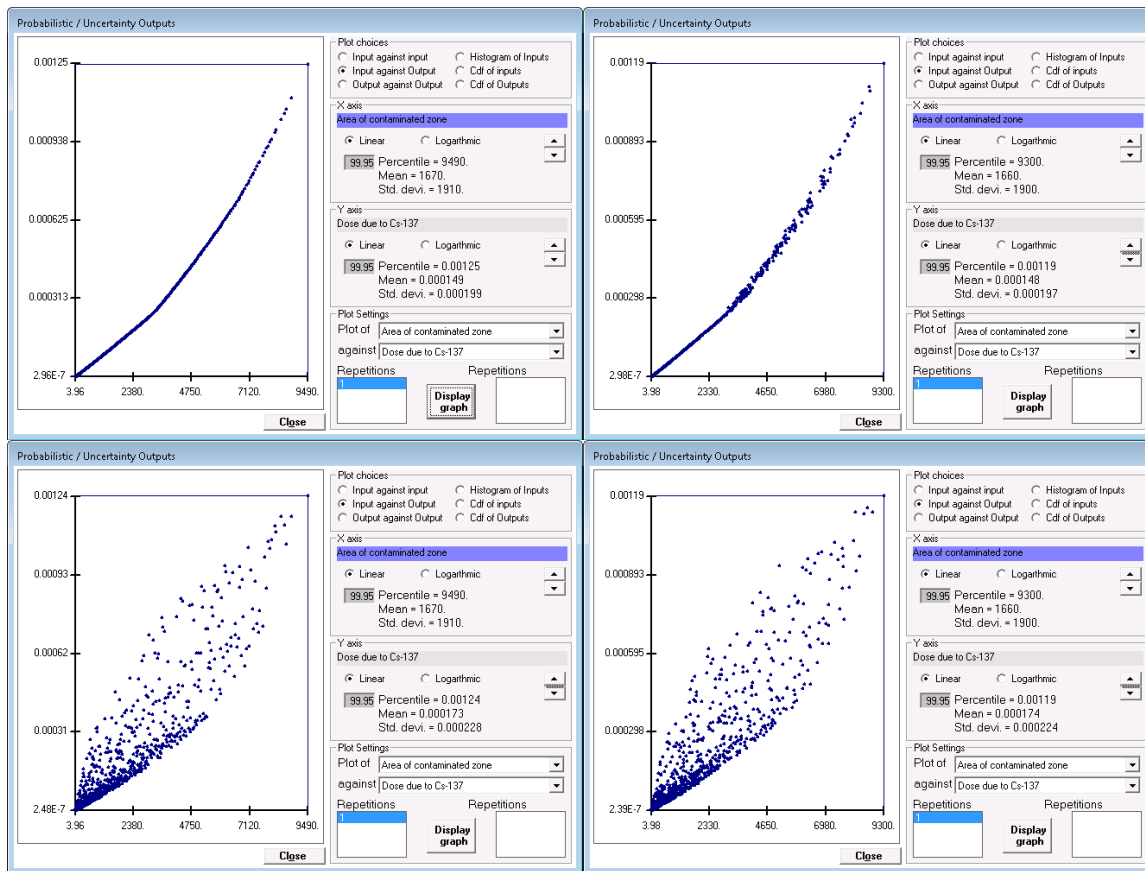 Probabilistic / Uncertainty Outputs
0.00125
0.000938
0.000625
0.000313
2.96E-7
3.96 2380. 4750. 7120. 9490.
Plot choices
Input against input Histogram of Inputs
Input against Output Cdf of inputs
Output against Output Cdf of Outputs
X axis
Area of contaminated zone
Linear Logarithmic
99.95 Percentile = 9490.
Mean = 1670.
Std. devi. = 1910.
Y axis
Dose due to Cs-137
Linear Logarithmic
99.95 Percentile = 0.00125
Mean = 0.000149
Std. devi. = 0.000199
Plot Settings
Plot of Area of contaminated zone
against Dose due to Cs-137
Repetitions Repetitions
1
Display
graph
Close
Probabilistic / Uncertainty Outputs
0.00119
0.000893
0.000595
0.000298
2.98E-7
3.98 2330. 4650. 6980. 9300.
Plot choices
Input against input Histogram of Inputs
Input against Output Cdf of inputs
Output against Output Cdf of Outputs
X axis
Area of contaminated zone
Linear Logarithmic
99.95 Percentile = 9300.
Mean = 1660.
Std. devi. = 1900.
Y axis
Dose due to Cs-137
Linear Logarithmic
99.95 Percentile = 0.00119
Mean = 0.000148
Std. devi. = 0.000197
Plot Settings
Plot of Area of contaminated zone
against Dose due to Cs-137
Repetitions Repetitions
1
Display
graph
Close
Probabilistic / Uncertainty Outputs
0.00124
0.00093
0.00062
0.00031
2.48E-7
3.96 2380. 4750. 7120. 9490.
Plot choices
Input against input Histogram of Inputs
Input against Output Cdf of inputs
Output against Output Cdf of Outputs
X axis
Area of contaminated zone
Linear Logarithmic
99.95 Percentile = 9490.
Mean = 1670.
Std. devi. = 1910.
Y axis
Dose due to Cs-137
Linear Logarithmic
99.95 Percentile = 0.00124
Mean = 0.000173
Std. devi. = 0.000228
Plot Settings
Plot of Area of contaminated zone
against Dose due to Cs-137
Repetitions Repetitions
1
Display
graph
Close
Probabilistic / Uncertainty Outputs
0.00119
0.000893
0.000595
0.000298
2.39E-7
3.98 2330. 4650. 6980. 9300.
Plot choices
Input against input Histogram of Inputs
Input against Output Cdf of inputs
Output against Output Cdf of Outputs
X axis
Area of contaminated zone
Linear Logarithmic
99.95 Percentile = 9300.
Mean = 1660.
Std. devi. = 1900.
Y axis
Dose due to Cs-137
Linear Logarithmic
99.95 Percentile = 0.00119
Mean = 0.000174
Std. devi. = 0.000224
Plot Settings
Plot of Area of contaminated zone
against Dose due to Cs-137
Repetitions Repetitions
1
Display
graph
Close